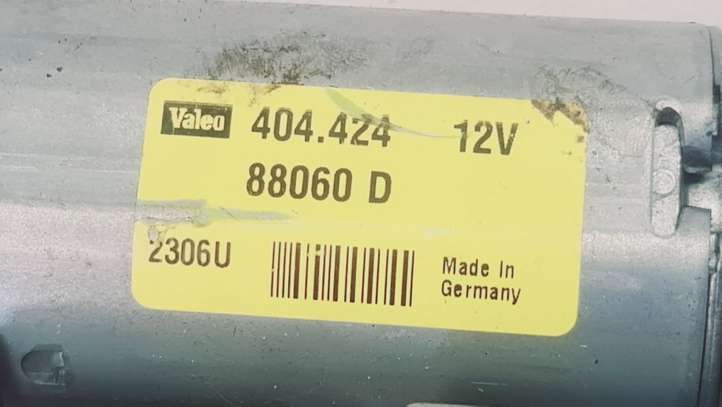 Valeo 404.424 12V
88060 D
2306U
Made In
Germany